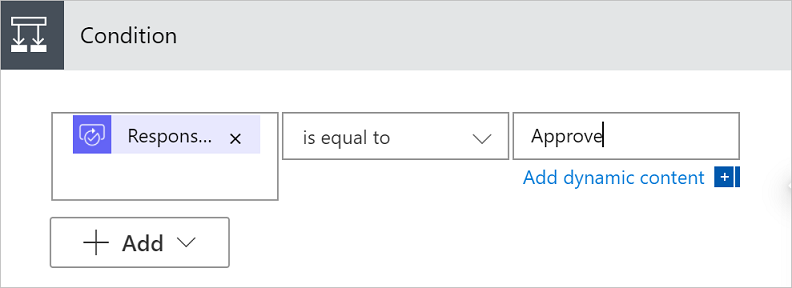 Condition
Respons... x is equal to Approve
Add dynamic content
+ Add